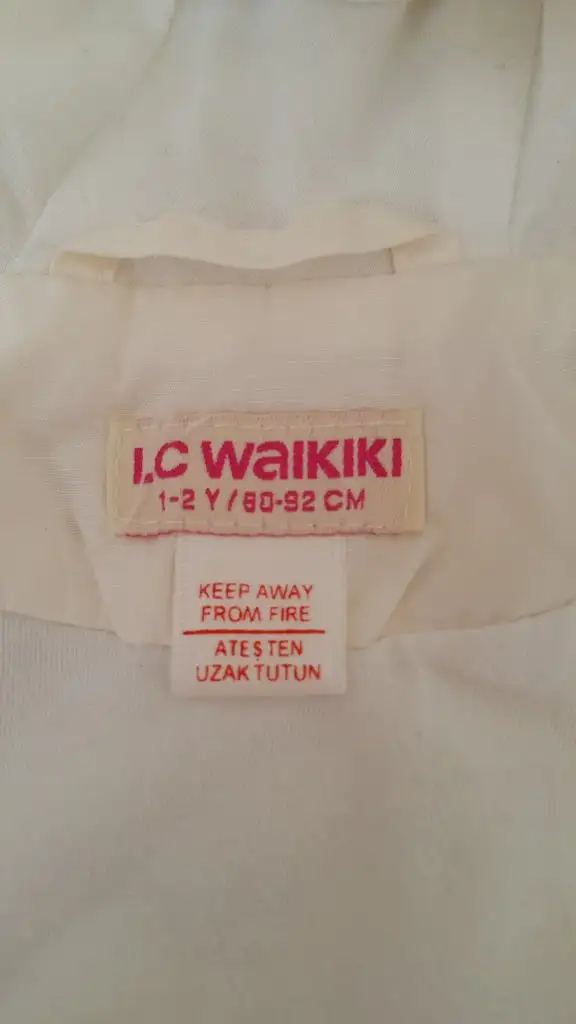 LC WAIKIKI
1-2 Y / 80-92 CM
KEEP AWAY
FROM FIRE
ATEŞTEN
UZAK TUTUN